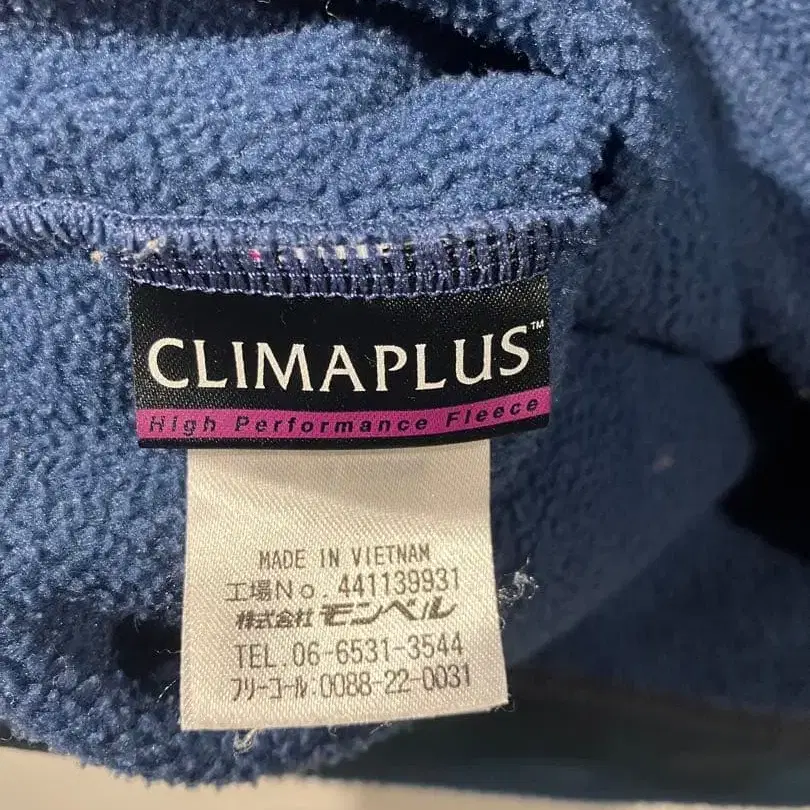 CLIMAPLUS™
High Performance Fleece
MADE IN VIETNAM
工場No. 441139931
株式会社モンベル
TEL.06-6531-3544
フリーコール:0088-22-0031